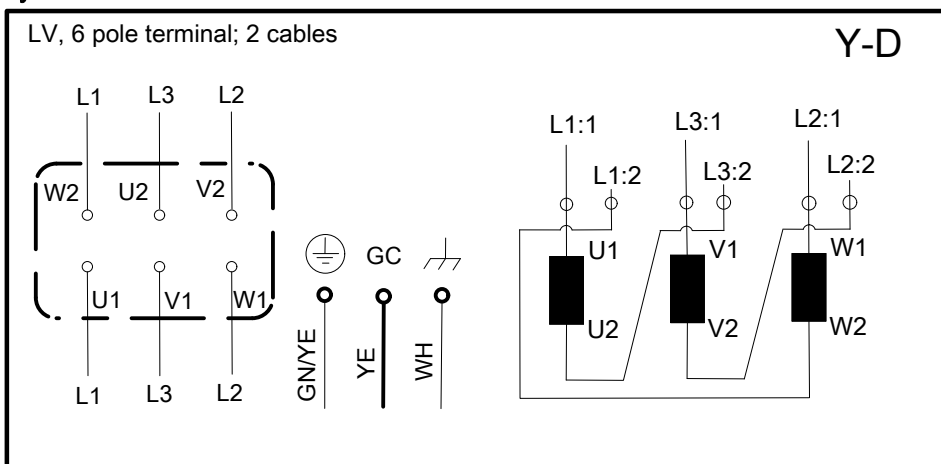 LV, 6 pole terminal; 2 cables
Y-D
L1 L3 L2
W2 U2 V2
U1 V1 W1
L1 L3 L2
GC
GN/YE
YE
WH
L1:1 L3:1 L2:1
L1:2 L3:2 L2:2
U1 V1 W1
U2 V2 W2